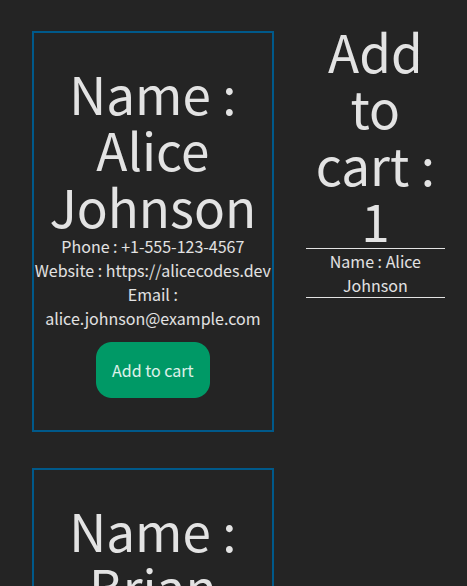 Name :
Alice
Johnson
Phone : +1-555-123-4567
Website : https://alicecodes.dev
Email :
alice.johnson@example.com
Add to cart
Name :
Brian
Add
to
cart :
1
Name : Alice
Johnson